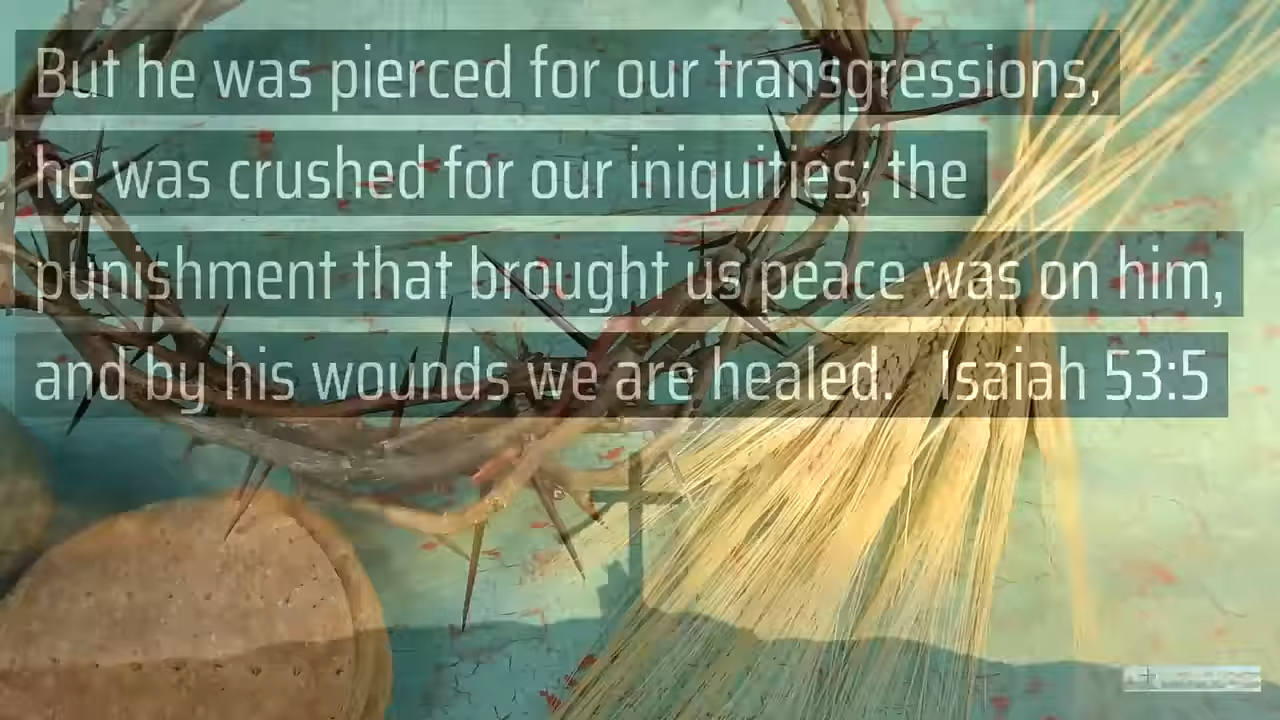 But he was pierced for our transgressions,
he was crushed for our iniquities; the
punishment that brought us peace was on him,
and by his wounds we are healed. Isaiah 53:5